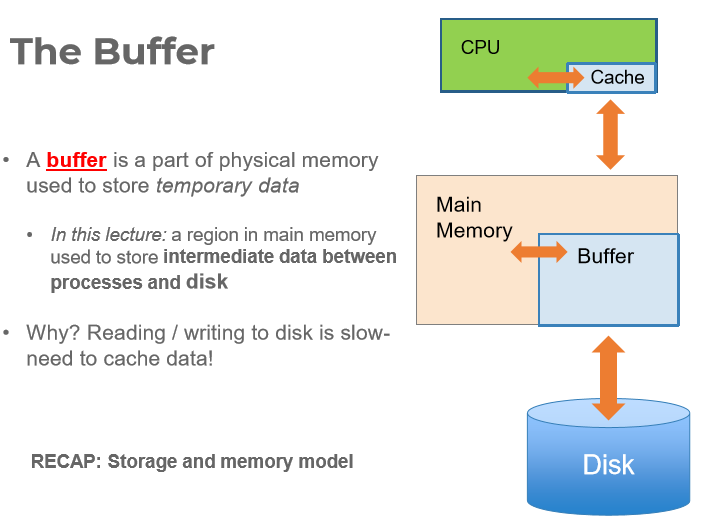 The Buffer
• A buffer is a part of physical memory
used to store temporary data
• In this lecture: a region in main memory
used to store intermediate data between
processes and disk
• Why? Reading / writing to disk is slow-
need to cache data!
RECAP: Storage and memory model
CPU
Cache
Main
Memory
Buffer
Disk